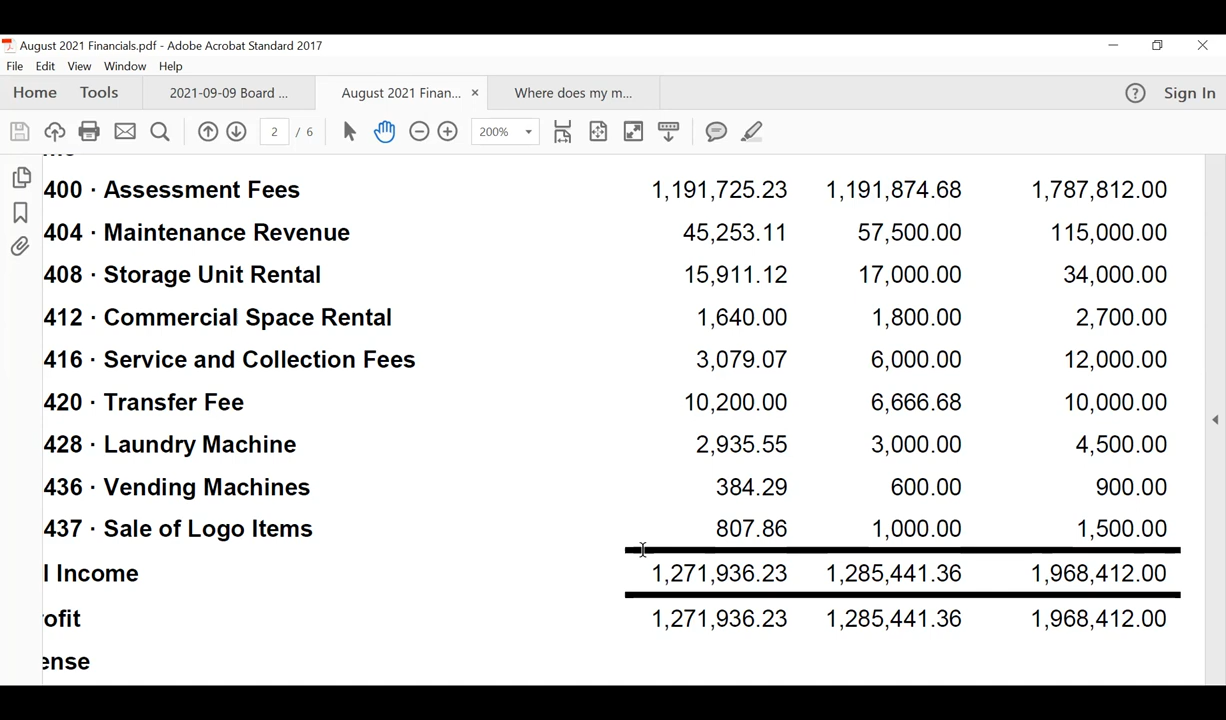 August 2021 Financials.pdf - Adobe Acrobat Standard 2017
File Edit View Window Help
Home Tools 2021-09-09 Board ... August 2021 Finan... × Where does my m... Sign In
2 / 6 200%
400 · Assessment Fees 1,191,725.23 1,191,874.68 1,787,812.00
404 · Maintenance Revenue 45,253.11 57,500.00 115,000.00
408 · Storage Unit Rental 15,911.12 17,000.00 34,000.00
412 · Commercial Space Rental 1,640.00 1,800.00 2,700.00
416 · Service and Collection Fees 3,079.07 6,000.00 12,000.00
420 · Transfer Fee 10,200.00 6,666.68 10,000.00
428 · Laundry Machine 2,935.55 3,000.00 4,500.00
436 · Vending Machines 384.29 600.00 900.00
437 · Sale of Logo Items 807.86 1,000.00 1,500.00
l Income 1,271,936.23 1,285,441.36 1,968,412.00
ofit 1,271,936.23 1,285,441.36 1,968,412.00
ense